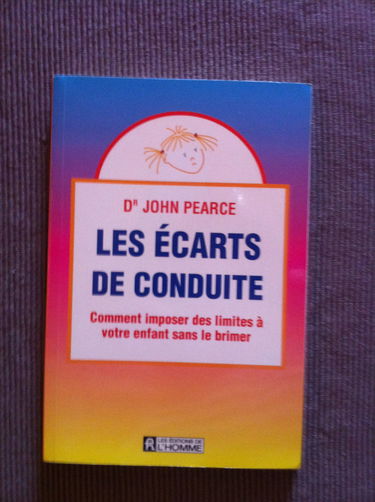 Dr JOHN PEARCE
LES ÉCARTS
DE CONDUITE
Comment imposer des limites à
votre enfant sans le brimer
LES ÉDITIONS DE
L'HOMME